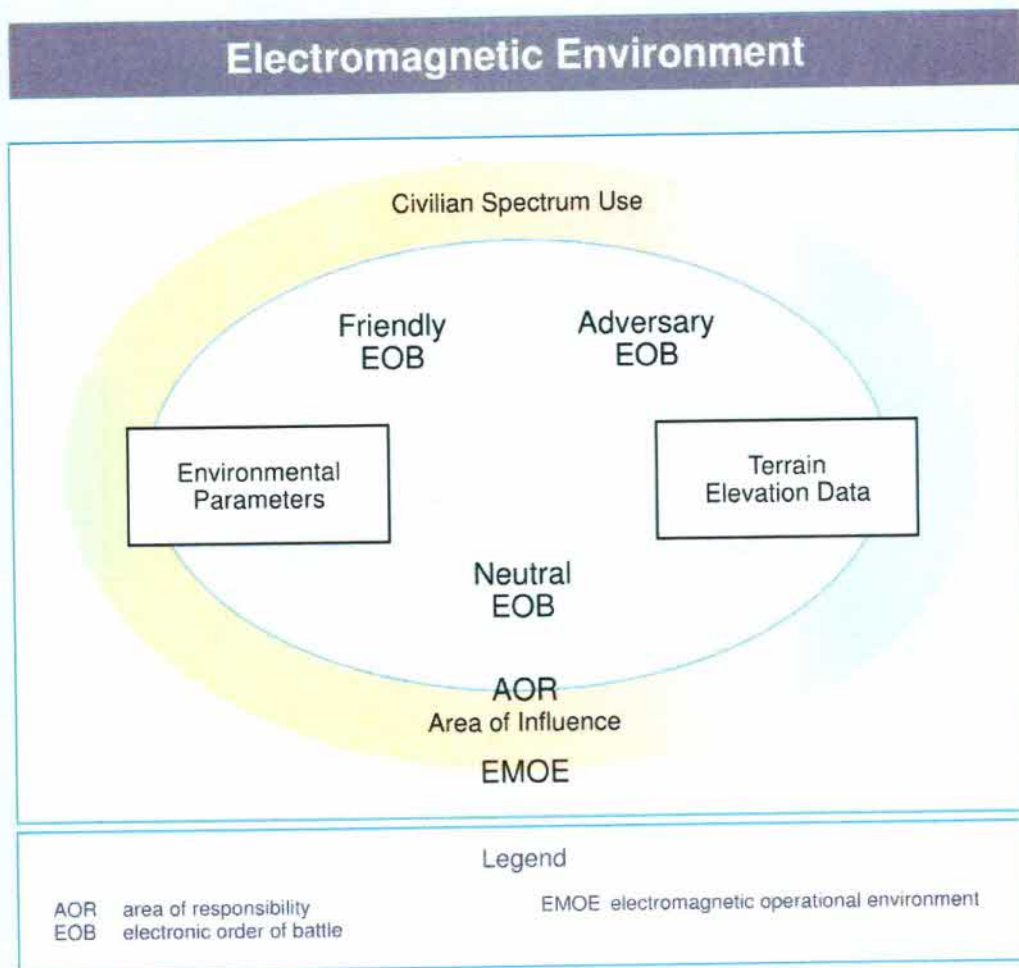 Electromagnetic Environment
Civilian Spectrum Use
Friendly
EOB
Adversary
EOB
Environmental
Parameters
Terrain
Elevation Data
Neutral
EOB
AOR
Area of Influence
EMOE
Legend
AOR area of responsibility
EOB electronic order of battle
EMOE electromagnetic operational environment